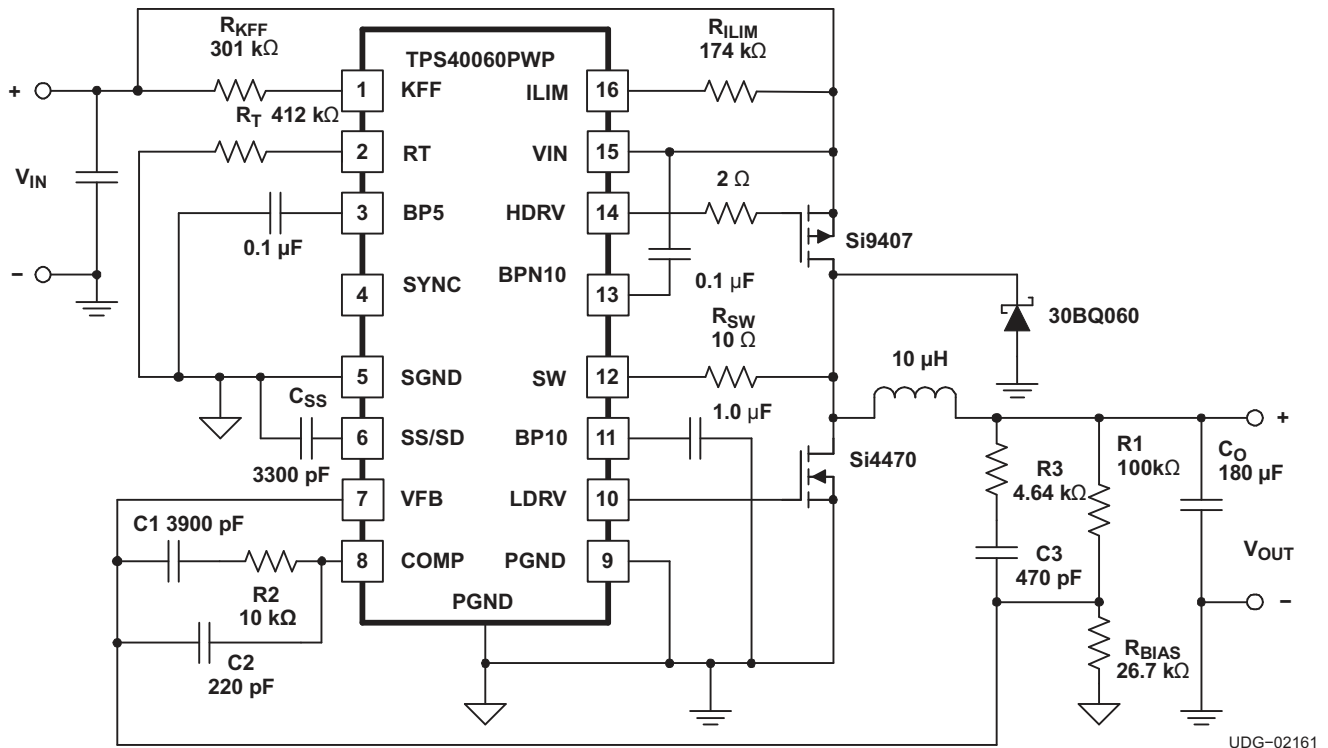 RKFF
301 kΩ
TPS40060PWP
RILIM
174 kΩ
+
1
KFF
ILIM
16
RT 412 kΩ
2
RT
VIN
15
VIN
2 Ω
3
BP5
HDRV
14
0.1 µF
Si9407
−
4
SYNC
BPN10
13
0.1 µF
30BQ060
RSW
10 Ω
10 µH
5
SGND
SW
12
CSS
1.0 µF
+
6
SS/SD
BP10
11
3300 pF
Si4470
R3
4.64 kΩ
R1
100kΩ
CO
180 µF
7
VFB
LDRV
10
C1 3900 pF
8
COMP
PGND
9
C3
470 pF
VOUT
R2
10 kΩ
PGND
−
C2
220 pF
RBIAS
26.7 kΩ
UDG−02161